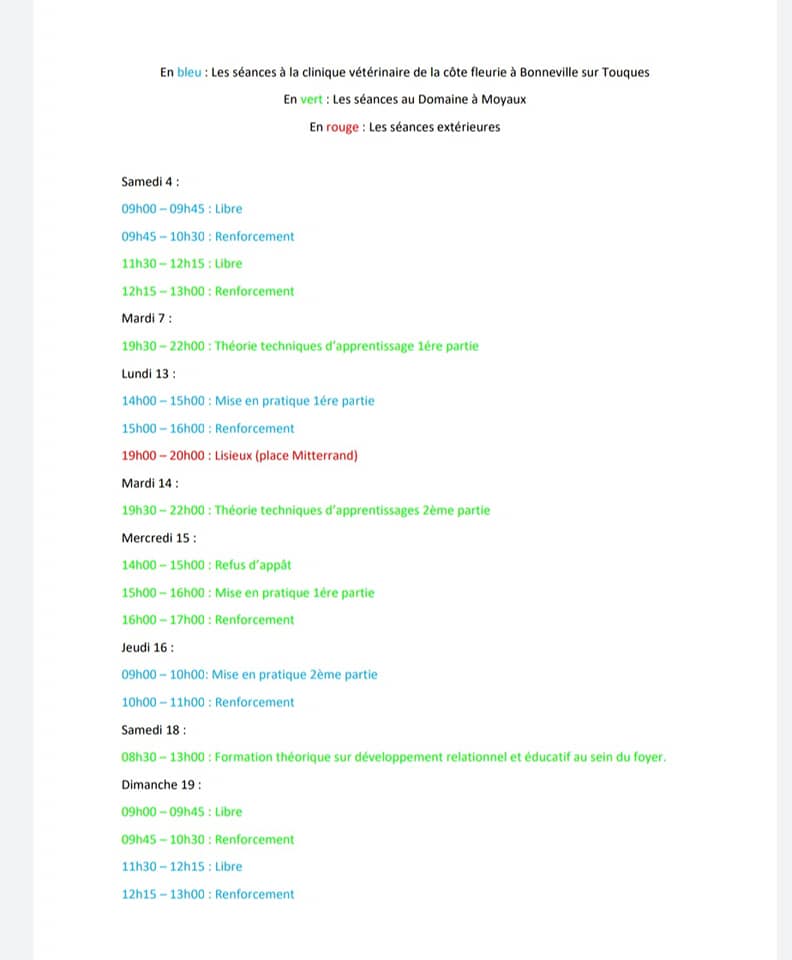 En bleu : Les séances à la clinique vétérinaire de la côte fleurie à Bonneville sur Touques
En vert : Les séances au Domaine à Moyaux
En rouge : Les séances extérieures
Samedi 4 :
09h00 – 09h45 : Libre
09h45 – 10h30 : Renforcement
11h30 – 12h15 : Libre
12h15 – 13h00 : Renforcement
Mardi 7 :
19h30 – 22h00 : Théorie techniques d'apprentissage 1ére partie
Lundi 13 :
14h00 – 15h00 : Mise en pratique 1ére partie
15h00 – 16h00 : Renforcement
19h00 – 20h00 : Lisieux (place Mitterrand)
Mardi 14 :
19h30 – 22h00 : Théorie techniques d'apprentissages 2ème partie
Mercredi 15 :
14h00 – 15h00 : Refus d'appât
15h00 – 16h00 : Mise en pratique 1ére partie
16h00 – 17h00 : Renforcement
Jeudi 16 :
09h00 – 10h00: Mise en pratique 2ème partie
10h00 – 11h00 : Renforcement
Samedi 18 :
08h30 – 13h00 : Formation théorique sur développement relationnel et éducatif au sein du foyer.
Dimanche 19 :
09h00 – 09h45 : Libre
09h45 – 10h30 : Renforcement
11h30 – 12h15 : Libre
12h15 – 13h00 : Renforcement